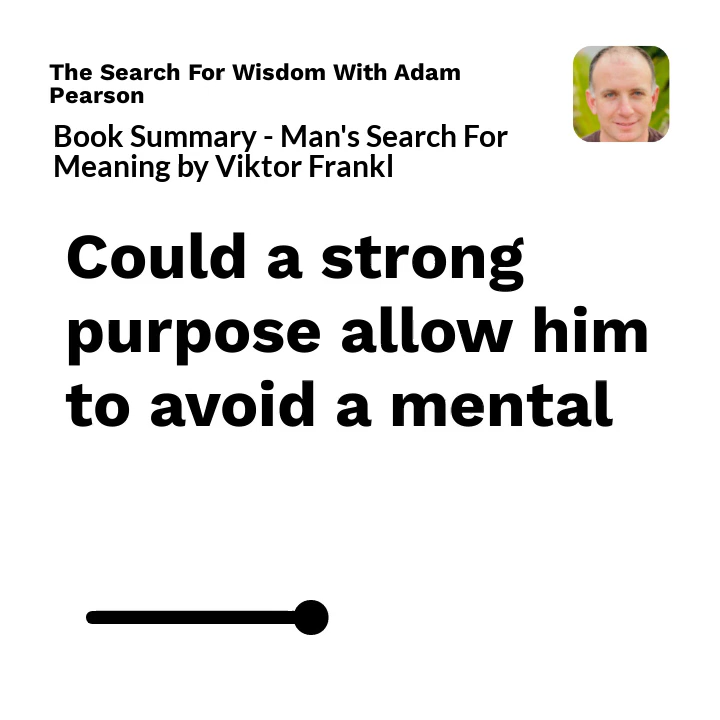 The Search For Wisdom With Adam
Pearson
Book Summary - Man's Search For
Meaning by Viktor Frankl
Could a strong
purpose allow him
to avoid a mental